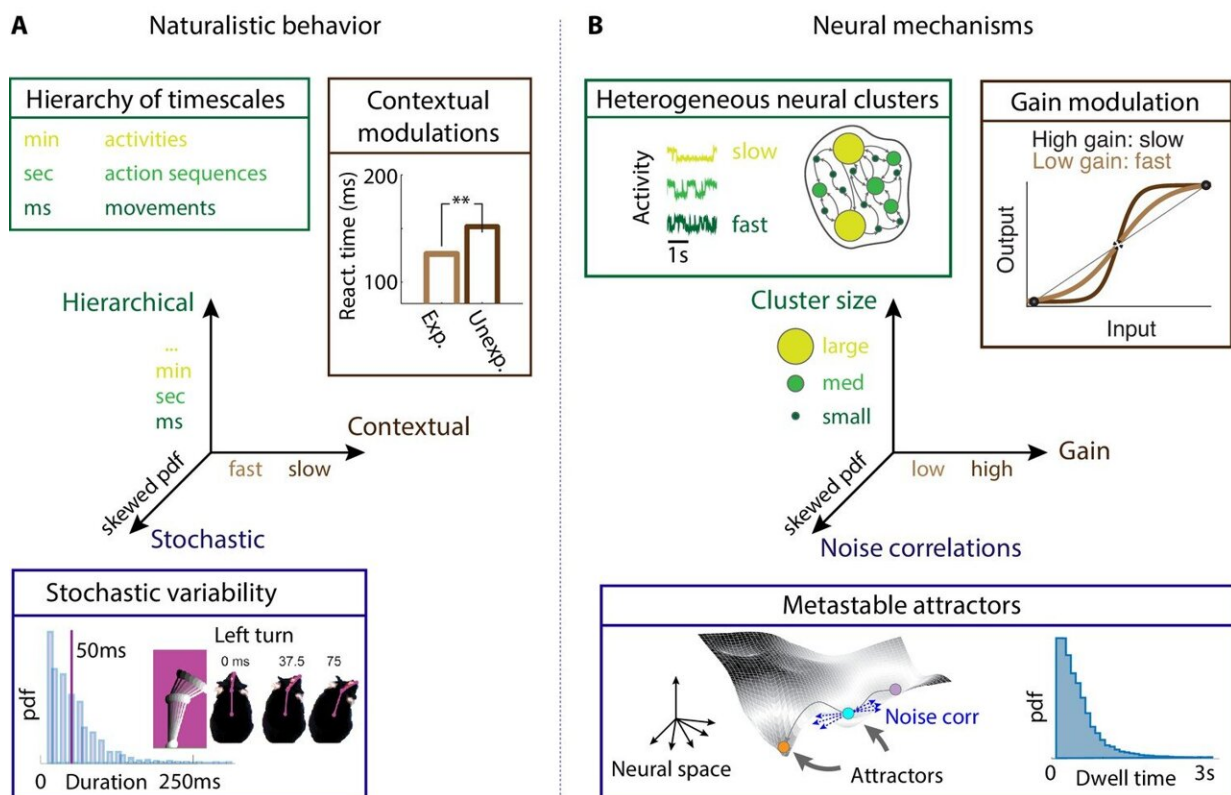 A
Naturalistic behavior
Hierarchy of timescales
min activities
sec action sequences
ms movements
Contextual
modulations
React. time (ms)
200
100
**
Exp.
Unexp.
Hierarchical
...
min
sec
ms
Contextual
fast slow
skewed pdf
Stochastic
Stochastic variability
pdf
50ms
0
Duration
250ms
Left turn
0 ms 37.5 75
B
Neural mechanisms
Heterogeneous neural clusters
Activity
slow
fast
1s
Gain modulation
High gain: slow
Low gain: fast
Output
Input
Cluster size
large
med
small
Gain
low high
skewed pdf
Noise correlations
Metastable attractors
Neural space
Noise corr
Attractors
pdf
0
Dwell time
3s